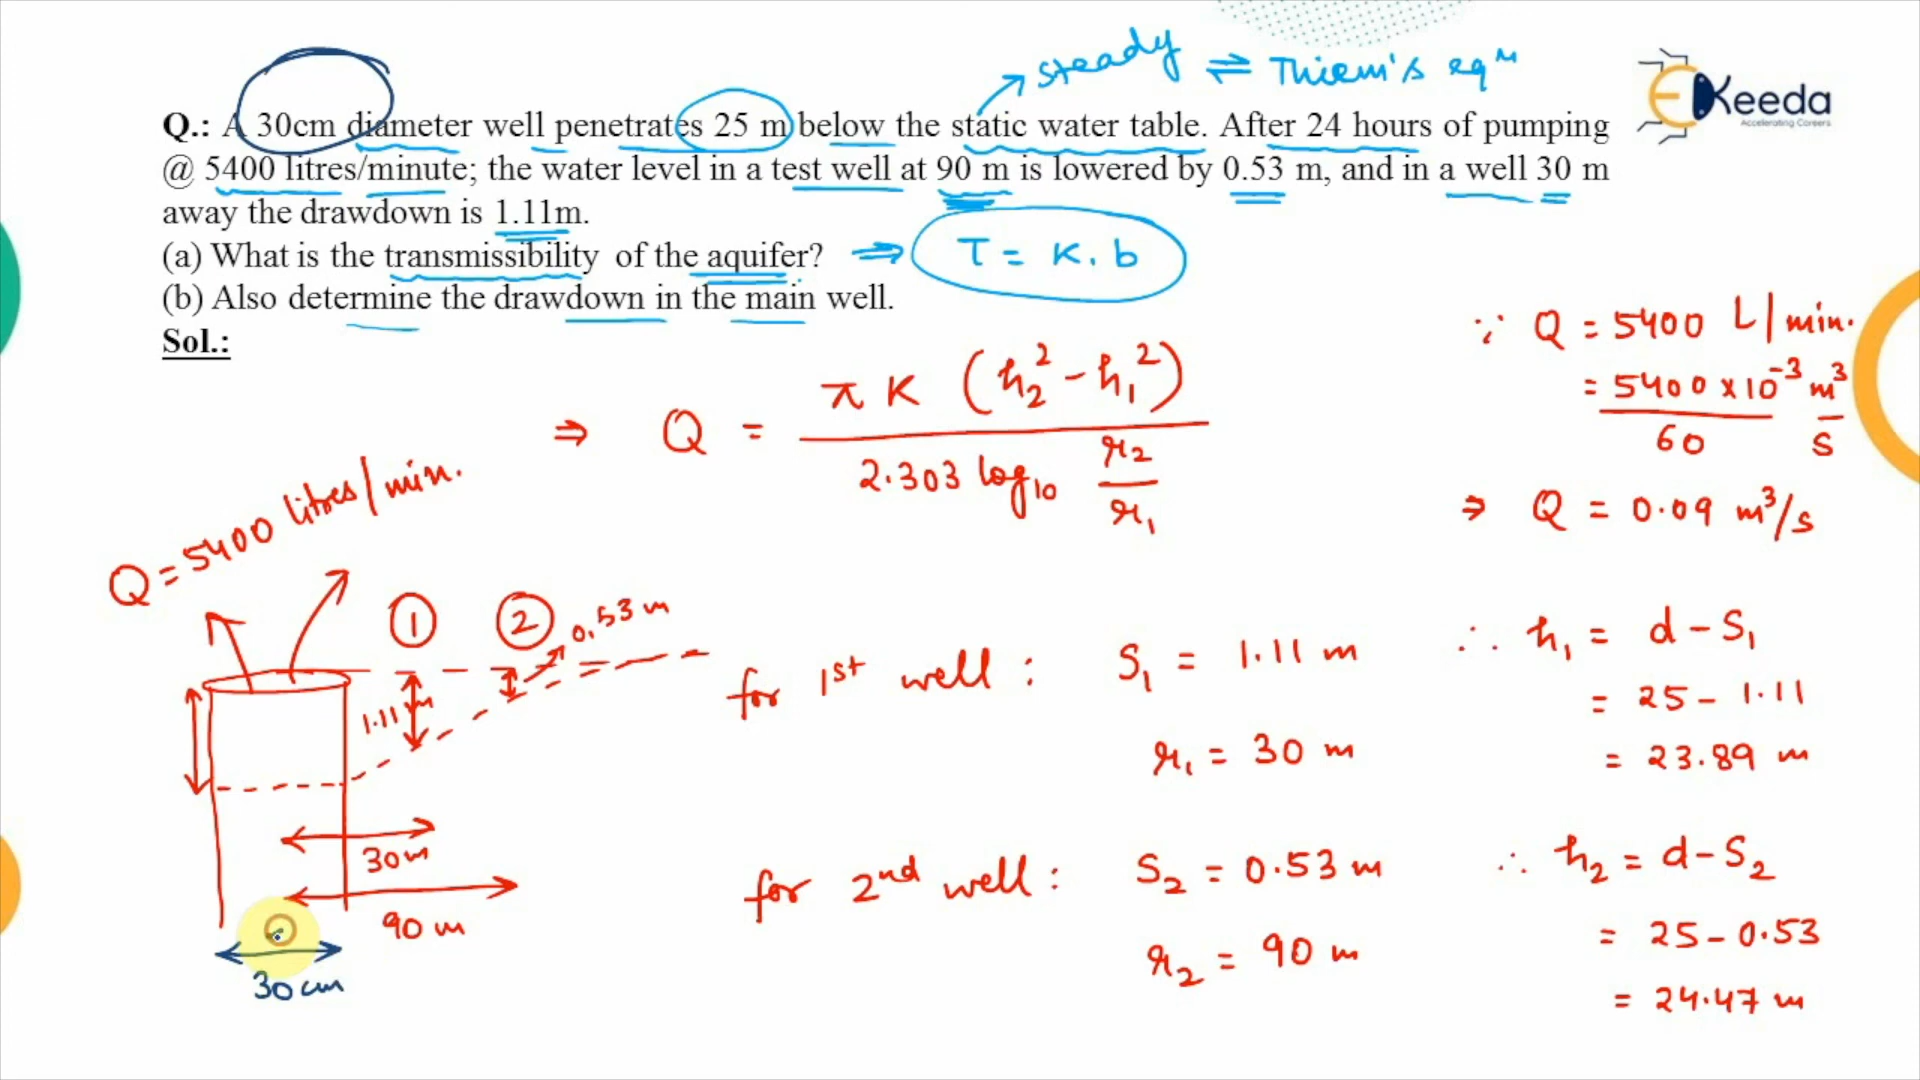 steady ⇌ Thiem's eqⁿ
Keeda
Accelerating Careers
Q.: A 30cm diameter well penetrates 25 m below the static water table. After 24 hours of pumping
@ 5400 litres/minute; the water level in a test well at 90 m is lowered by 0.53 m, and in a well 30 m
away the drawdown is 1.11m.
(a) What is the transmissibility of the aquifer? ⇒ T = K. b
(b) Also determine the drawdown in the main well.
Sol.:
⇒ Q = π K (h₂² - h₁²) / 2.303 log₁₀ r₂/r₁
∵ Q = 5400 L/min.
= 5400 x 10⁻³ m³
60 s
⇒ Q = 0.09 m³/s
Q = 5400 litres/min.
1 2 0.53 m
1.11 m
30m
90 m
30 cm
for 1st well : S₁ = 1.11 m
r₁ = 30 m
∴ h₁ = d - S₁
= 25 - 1.11
= 23.89 m
for 2nd well : S₂ = 0.53 m
r₂ = 90 m
∴ h₂ = d - S₂
= 25 - 0.53
= 24.47 m